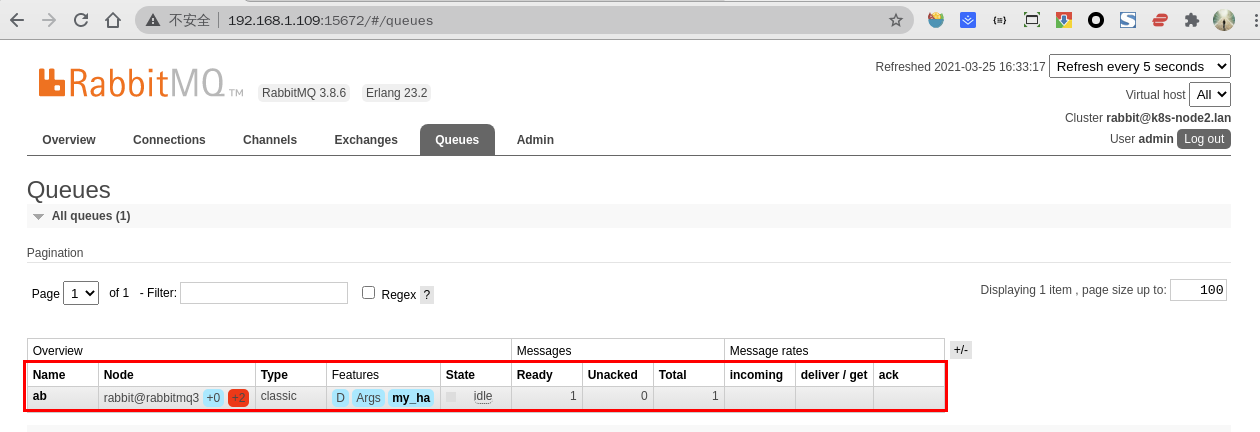 不安全 192.168.1.109:15672/#/queues
RabbitMQ TM RabbitMQ 3.8.6 Erlang 23.2
Refreshed 2021-03-25 16:33:17 Refresh every 5 seconds
Virtual host All
Cluster rabbit@k8s-node2.lan
User admin Log out
Overview Connections Channels Exchanges Queues Admin
Queues
All queues (1)
Pagination
Page 1 of 1 - Filter: Regex ?
Displaying 1 item , page size up to: 100
Overview Messages Message rates +/-
Name Node Type Features State Ready Unacked Total incoming deliver / get ack
ab rabbit@rabbitmq3 +0 +2 classic D Args my_ha idle 1 0 1